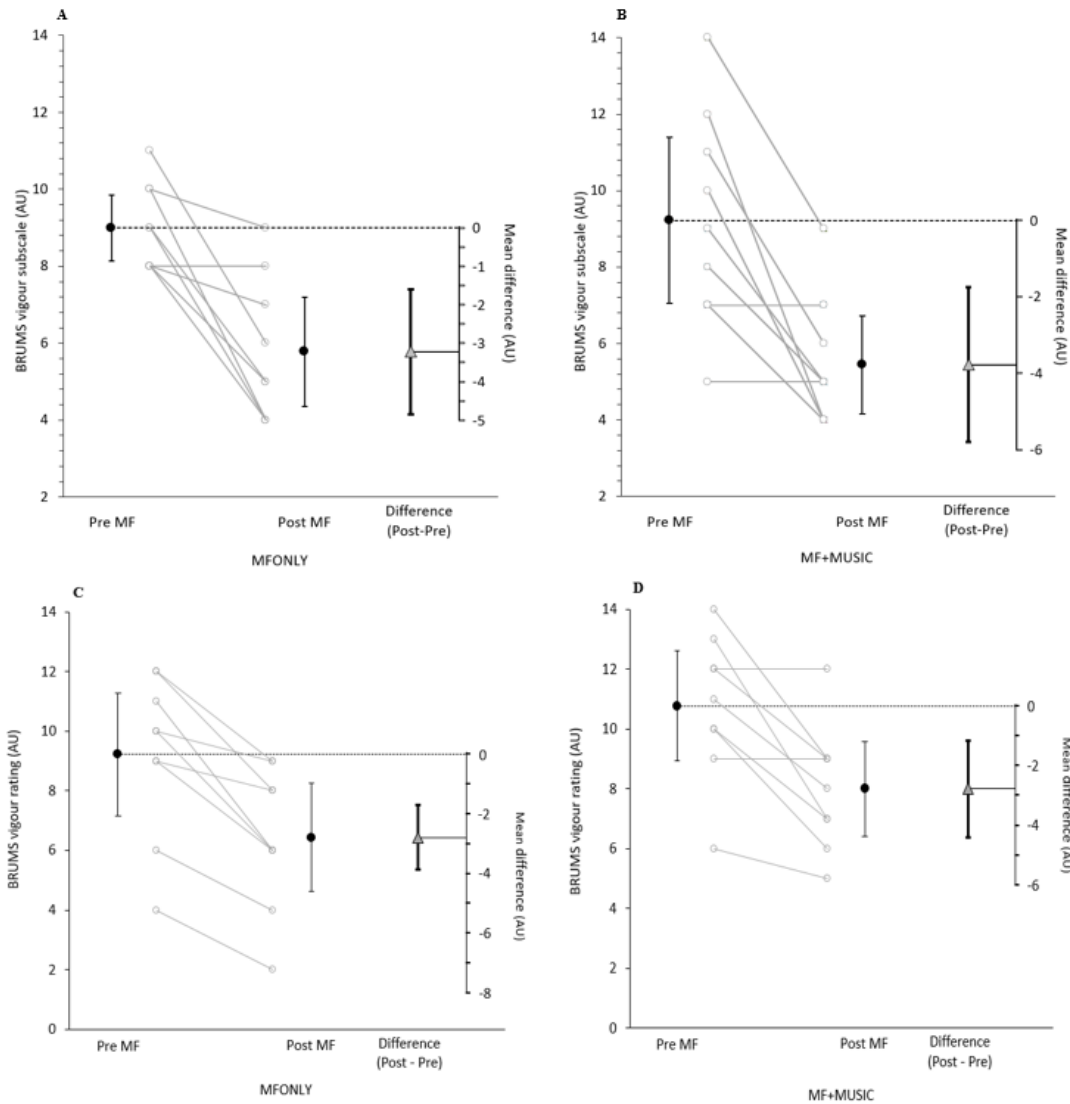 A
14
12
10
8
6
4
2
BRUMS vigour subscale (AU)
0
-1
-2
-3
-4
-5
Mean difference (AU)
Pre MF
Post MF
Difference
(Post-Pre)
MFONLY
B
14
12
10
8
6
4
2
BRUMS vigour subscale (AU)
0
-2
-4
-6
Mean difference (AU)
Pre MF
Post MF
Difference
(Post-Pre)
MF+MUSIC
C
14
12
10
8
6
4
2
0
BRUMS vigour rating (AU)
0
-2
-4
-6
-8
Mean difference (AU)
Pre MF
Post MF
Difference
(Post - Pre)
MFONLY
D
14
12
10
8
6
4
2
0
BRUMS vigour rating (AU)
0
-2
-4
-6
Mean difference (AU)
Pre MF
Post MF
Difference
(Post - Pre)
MF+MUSIC